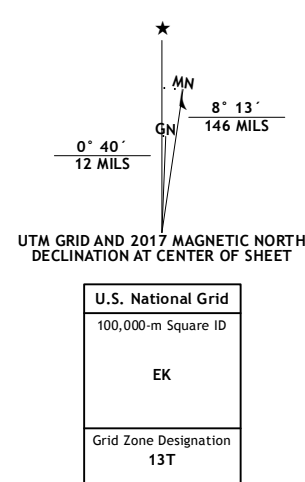 ★
MN
GN
8° 13´
146 MILS
0° 40´
12 MILS
UTM GRID AND 2017 MAGNETIC NORTH
DECLINATION AT CENTER OF SHEET
U.S. National Grid
100,000-m Square ID
EK
Grid Zone Designation
13T